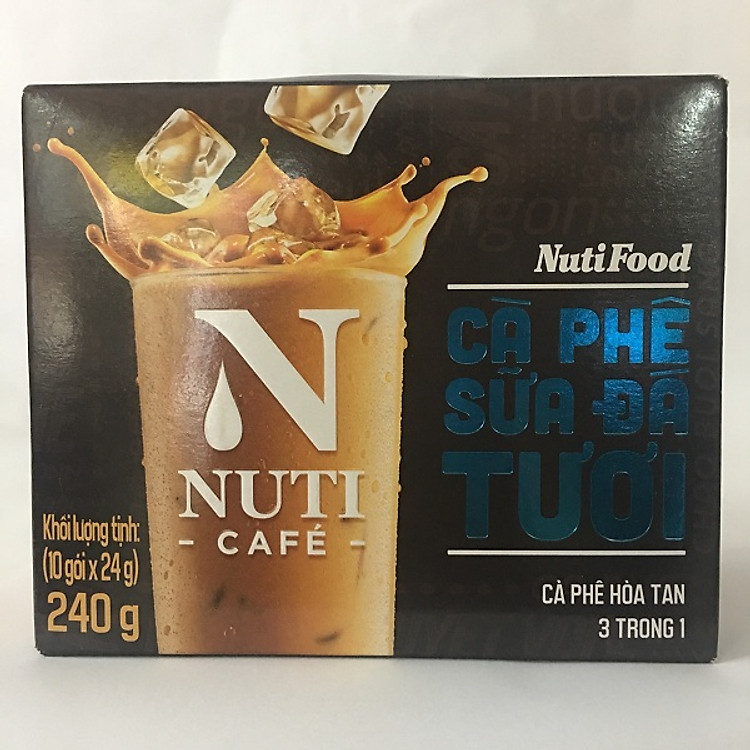 NutiFood
CÀ PHÊ
SỮA ĐÁ
TƯƠI
N
NUTI
- CAFÉ -
Khối lượng tịnh:
(10 gói x 24 g)
240 g
CÀ PHÊ HÒA TAN
3 TRONG 1